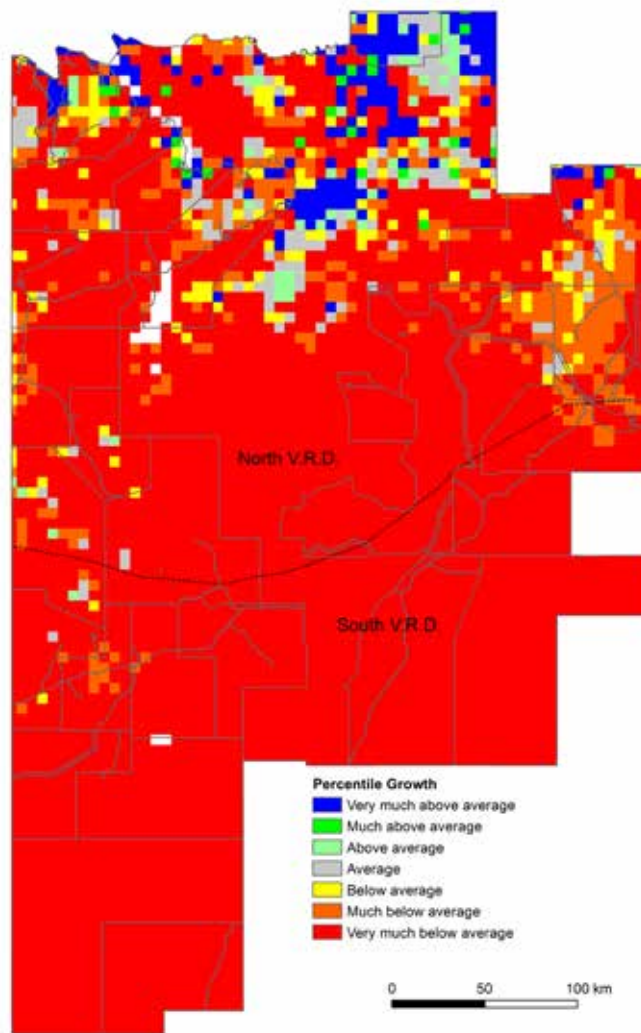 North V.R.D.
South V.R.D.
Percentile Growth
Very much above average
Much above average
Above average
Average
Below average
Much below average
Very much below average
0 50 100 km